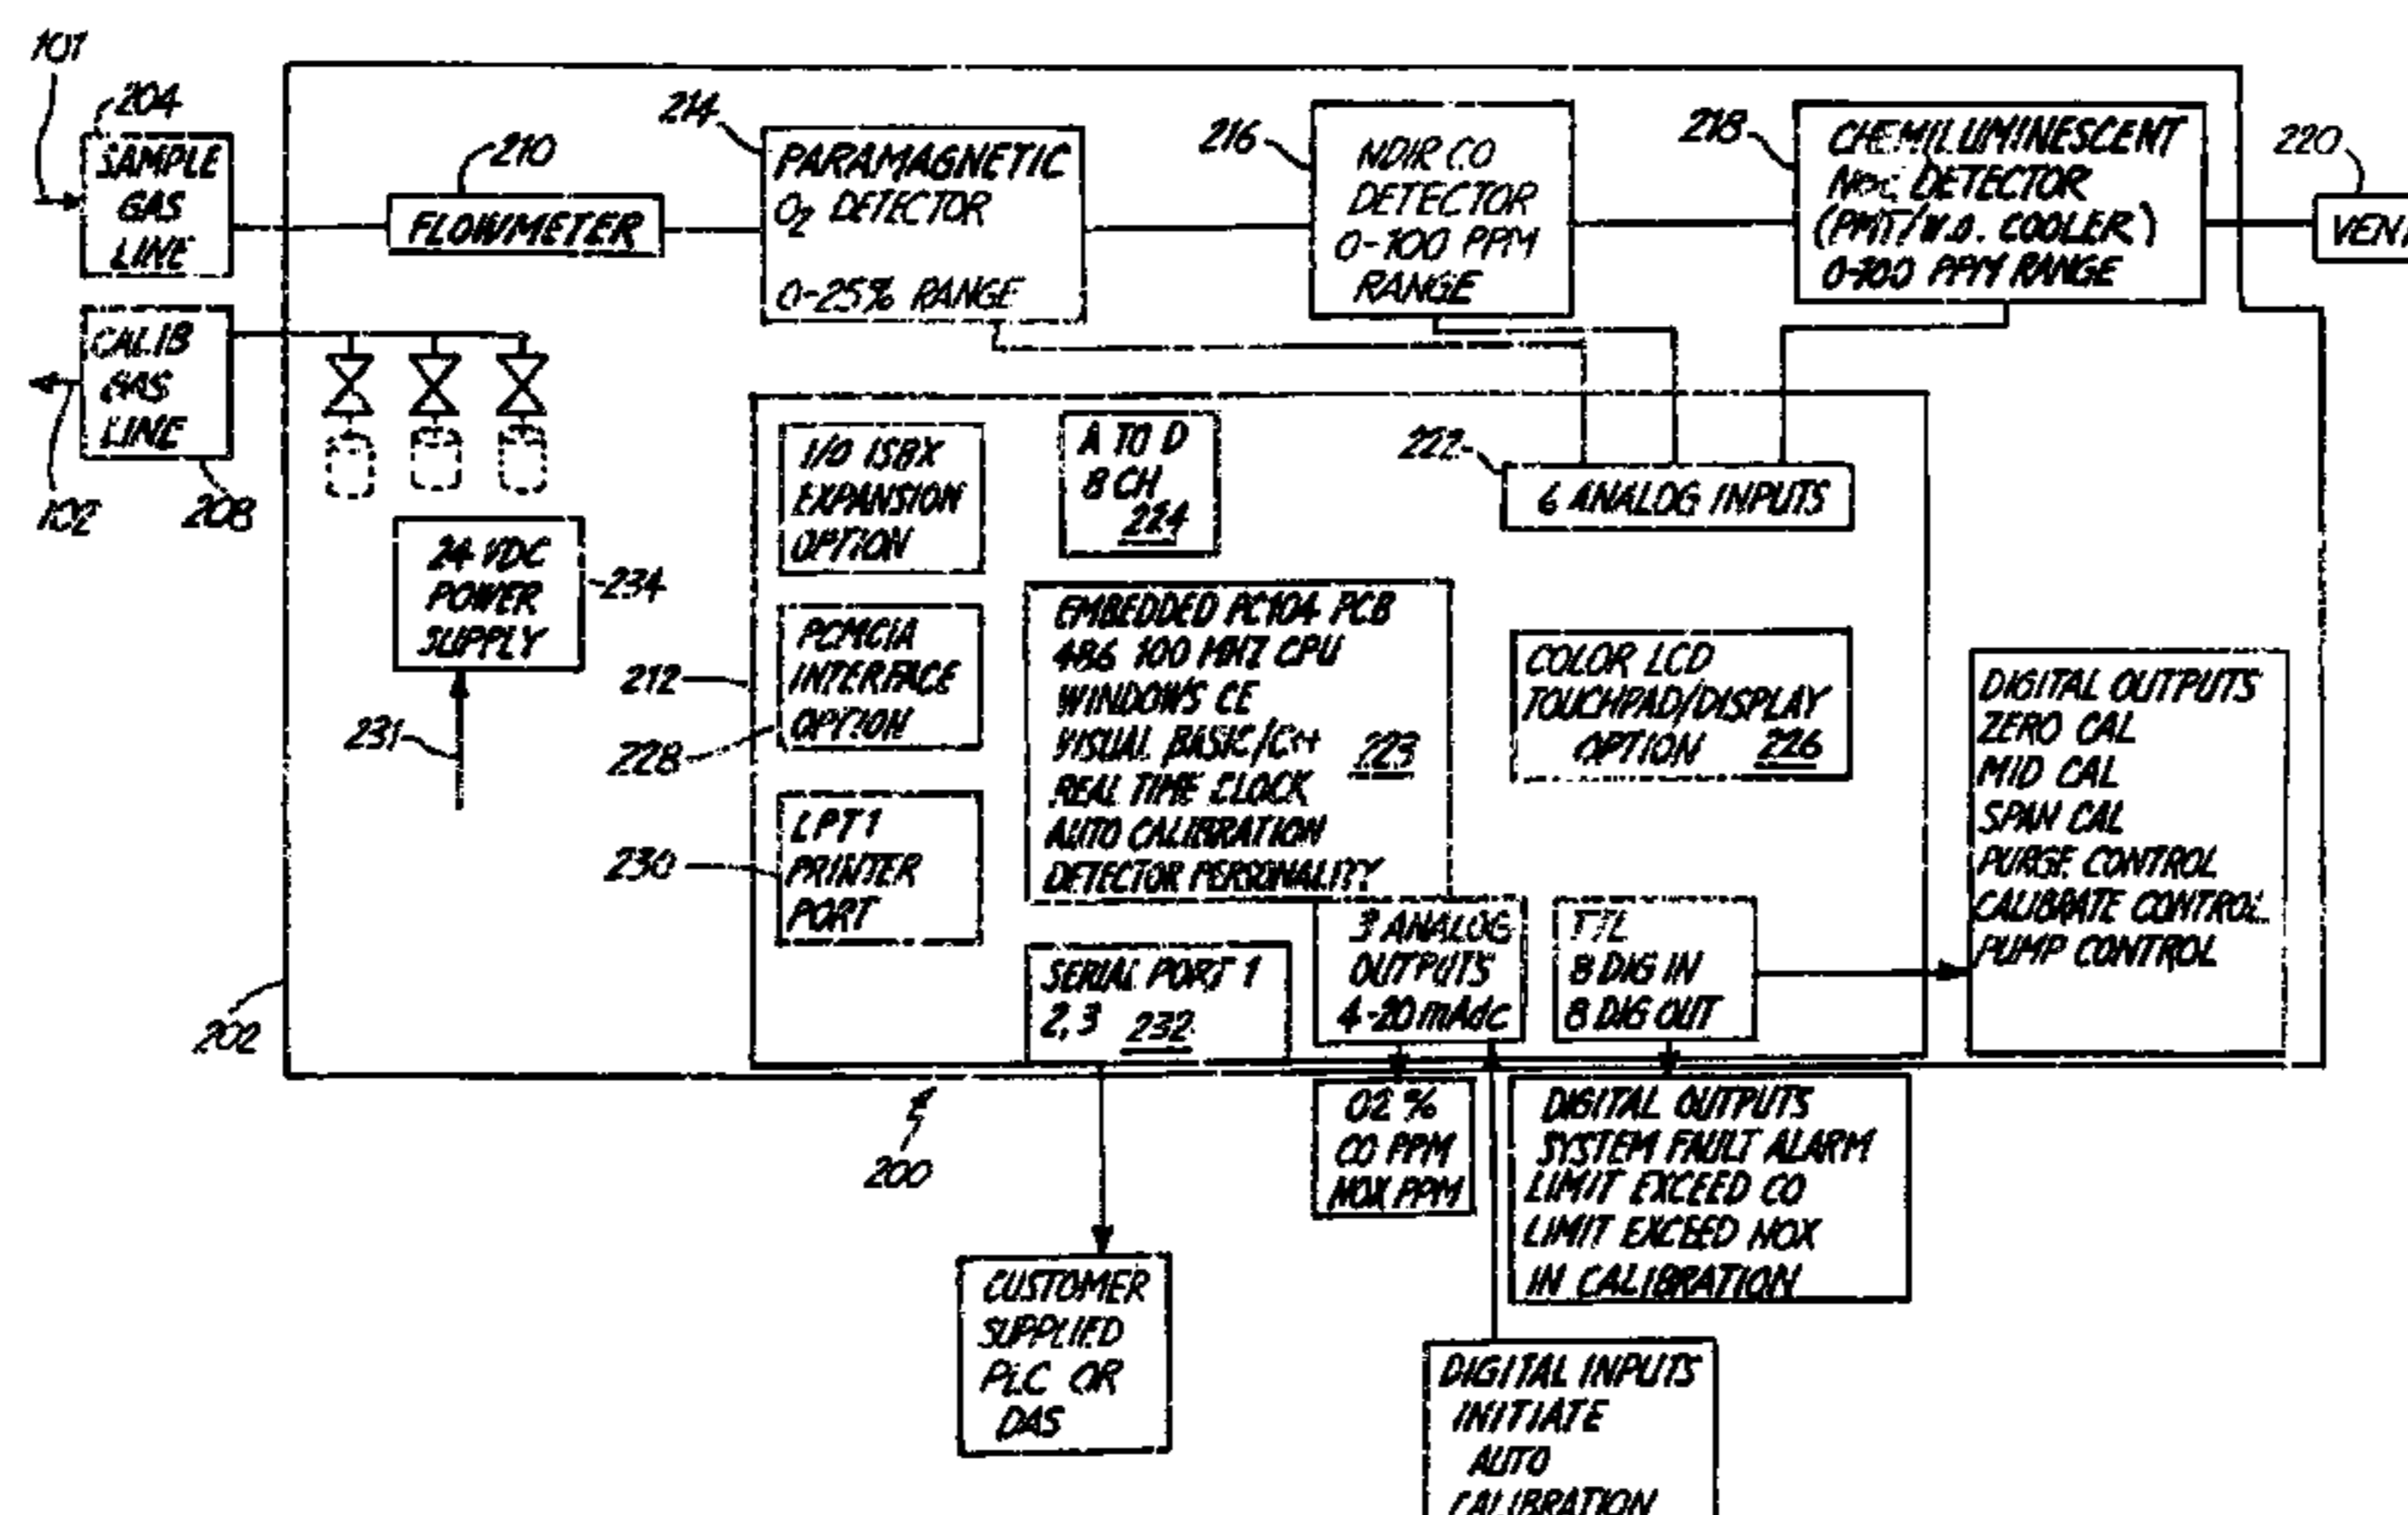 101
204
SAMPLE
GAS
LINE
210
FLOWMETER
214
PARAMAGNETIC
O2 DETECTOR
0-25% RANGE
216
NDIR CO
DETECTOR
0-100 PPM
RANGE
218
CHEMILUMINESCENT
DETECTOR
(PMT/ COOLER)
PPM RANGE
220
VENT
CALIB
GAS
LINE
102
208
24 VDC
POWER
SUPPLY
234
231
I/O ISBX
EXPANSION
OPTION
A TO D
8 CH
224
222
6 ANALOG INPUTS
212
PCMCIA
INTERFACE
OPTION
228
EMBEDDED PC104 PCB
486 100 MHZ CPU
WINDOWS CE
VISUAL BASIC/C++
223
REAL TIME CLOCK
AUTO CALIBRATION
DETECTOR PERSONALITY
COLOR LCD
TOUCHPAD/DISPLAY
OPTION 226
LPT1
PRINTER
PORT
230
SERIAL PORT 1
2, 3 232
3 ANALOG
OUTPUTS
4-20 mAdc
TTL
8 DIG IN
8 DIG OUT
DIGITAL OUTPUTS
ZERO CAL
MID CAL
SPAN CAL
PURGE CONTROL
CALIBRATE CONTROL
PUMP CONTROL
202
200
O2 %
CO PPM
NOX PPM
DIGITAL OUTPUTS
SYSTEM FAULT ALARM
LIMIT EXCEED CO
LIMIT EXCEED NOX
IN CALIBRATION
CUSTOMER
SUPPLIED
PLC OR
DAS
DIGITAL INPUTS
INITIATE
AUTO
CALIBRATION